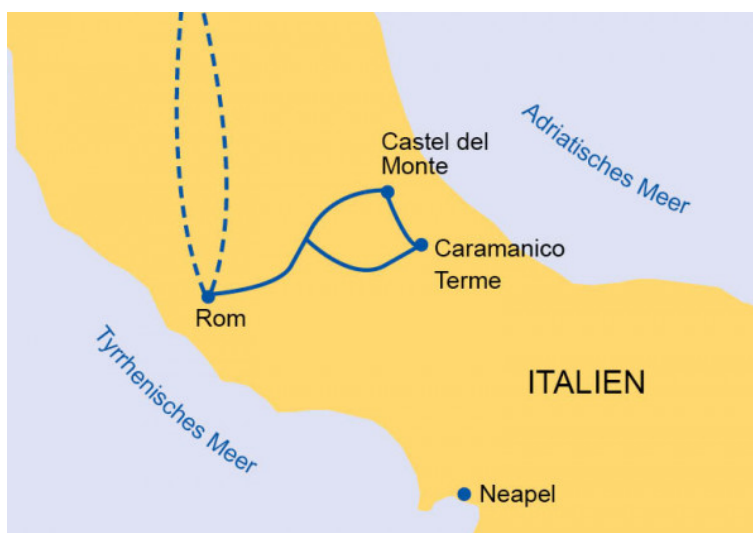 Adriatisches Meer
Castel del
Monte
Caramanico
Terme
Rom
Tyrrhenisches Meer
ITALIEN
Neapel